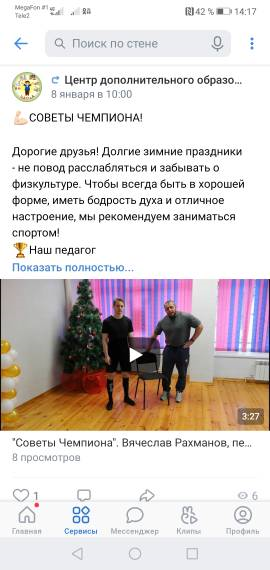 MegaFon #1
Tele2
42 %
14:17
Поиск по стене
Центр дополнительного образо...
8 января в 10:00
💪🏻СОВЕТЫ ЧЕМПИОНА!
Дорогие друзья! Долгие зимние праздники
- не повод расслабляться и забывать о
физкультуре. Чтобы всегда быть в хорошей
форме, иметь бодрость духа и отличное
настроение, мы рекомендуем заниматься
спортом!
🏆Наш педагог
Показать полностью...
3:27
"Советы Чемпиона". Вячеслав Рахманов, пе...
8 просмотров
1
6
Главная
Сервисы
Мессенджер
Клипы
Профиль